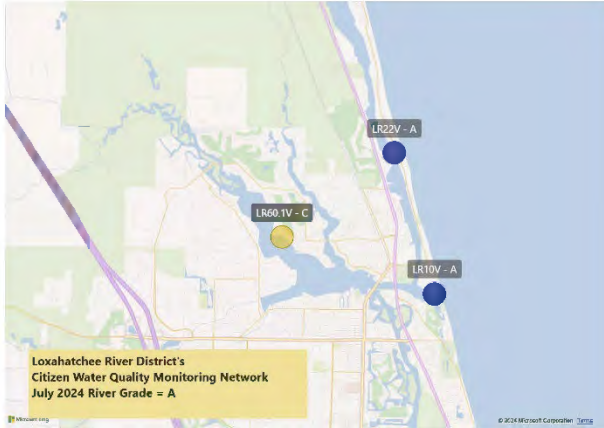 LR22V - A
LR60.1V - C
LR10V - A
Loxahatchee River District's
Citizen Water Quality Monitoring Network
July 2024 River Grade = A
Microsoft Bing
© 2024 Microsoft Corporation Terms